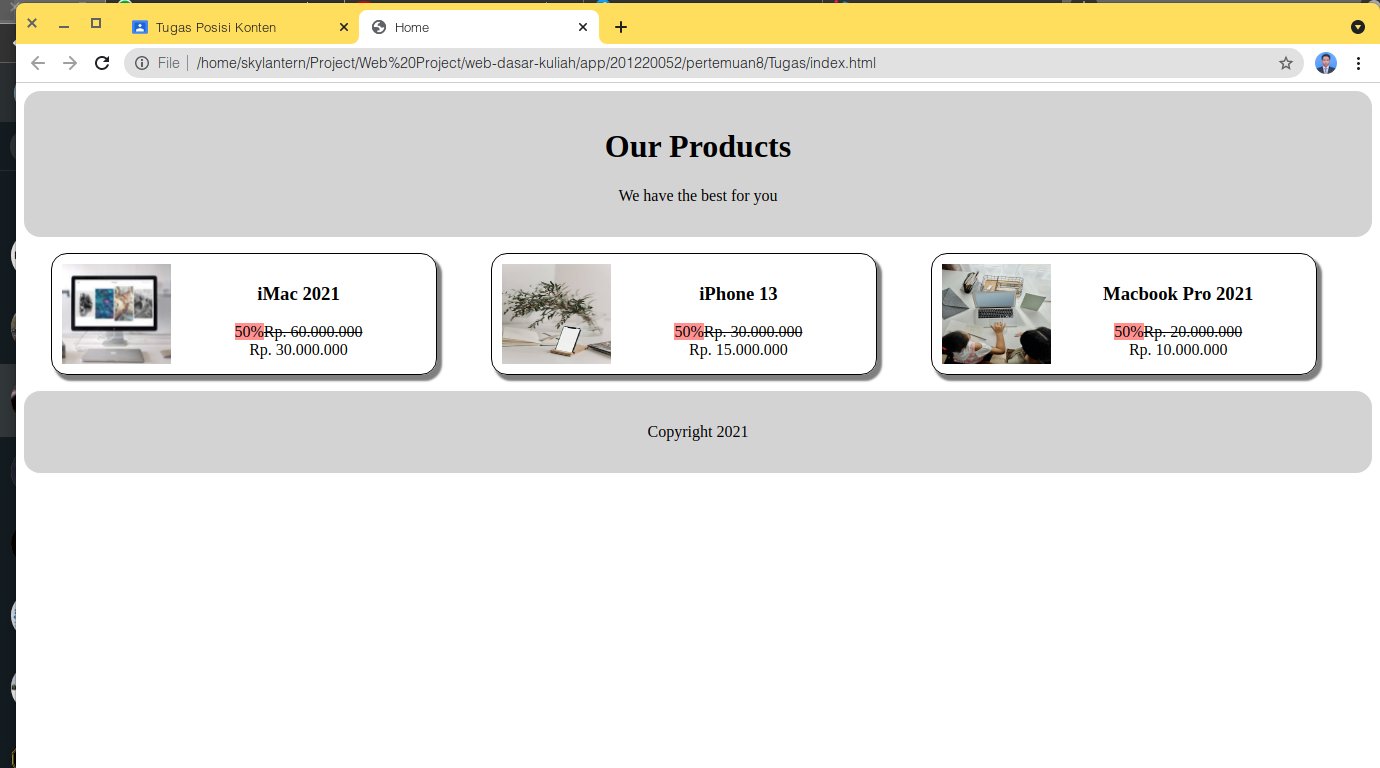 Tugas Posisi Konten
Home
File
/home/skylantern/Project/Web%20Project/web-dasar-kuliah/app/201220052/pertemuan8/Tugas/index.html
Our Products
We have the best for you
iMac 2021
50%Rp. 60.000.000
Rp. 30.000.000
iPhone 13
50%Rp. 30.000.000
Rp. 15.000.000
Macbook Pro 2021
50%Rp. 20.000.000
Rp. 10.000.000
Copyright 2021